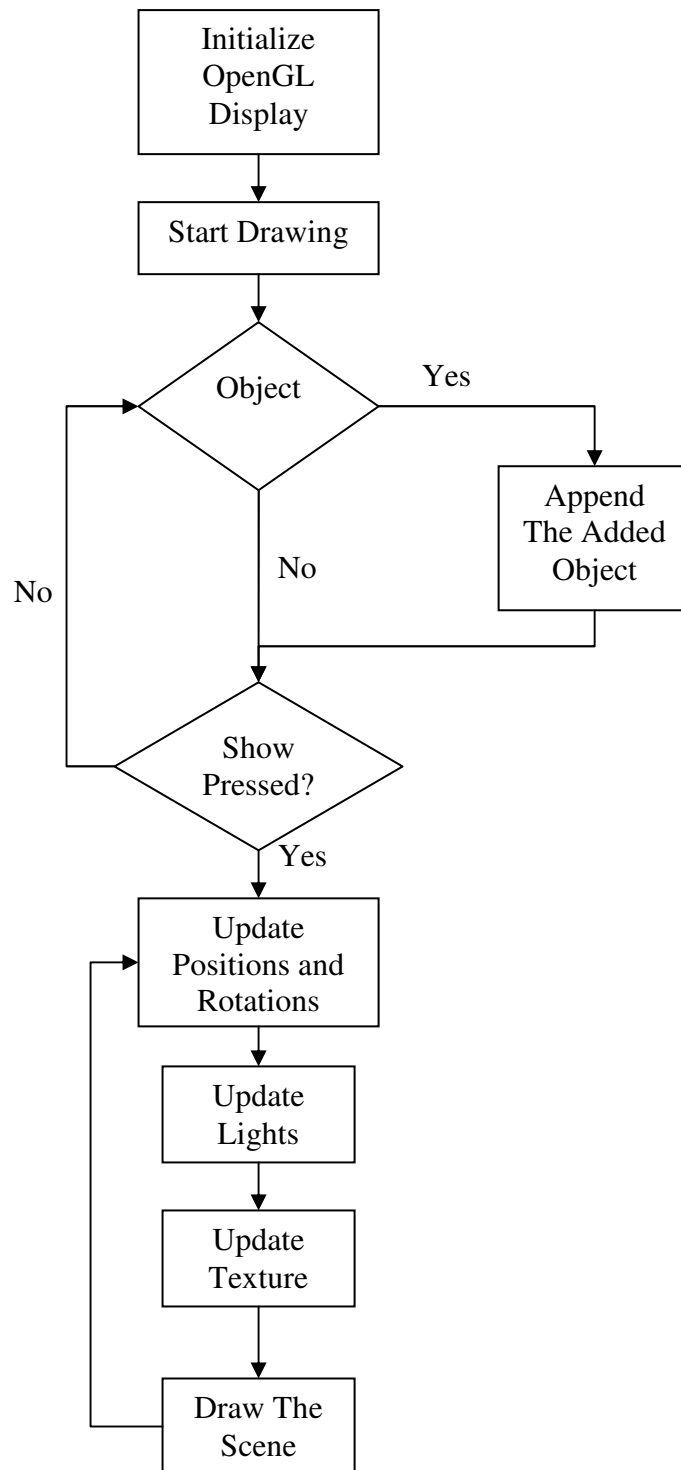 Initialize
OpenGL
Display
Start Drawing
Object
Yes
Append
The Added
Object
No
No
Show
Pressed?
Yes
Update
Positions and
Rotations
Update
Lights
Update
Texture
Draw The
Scene